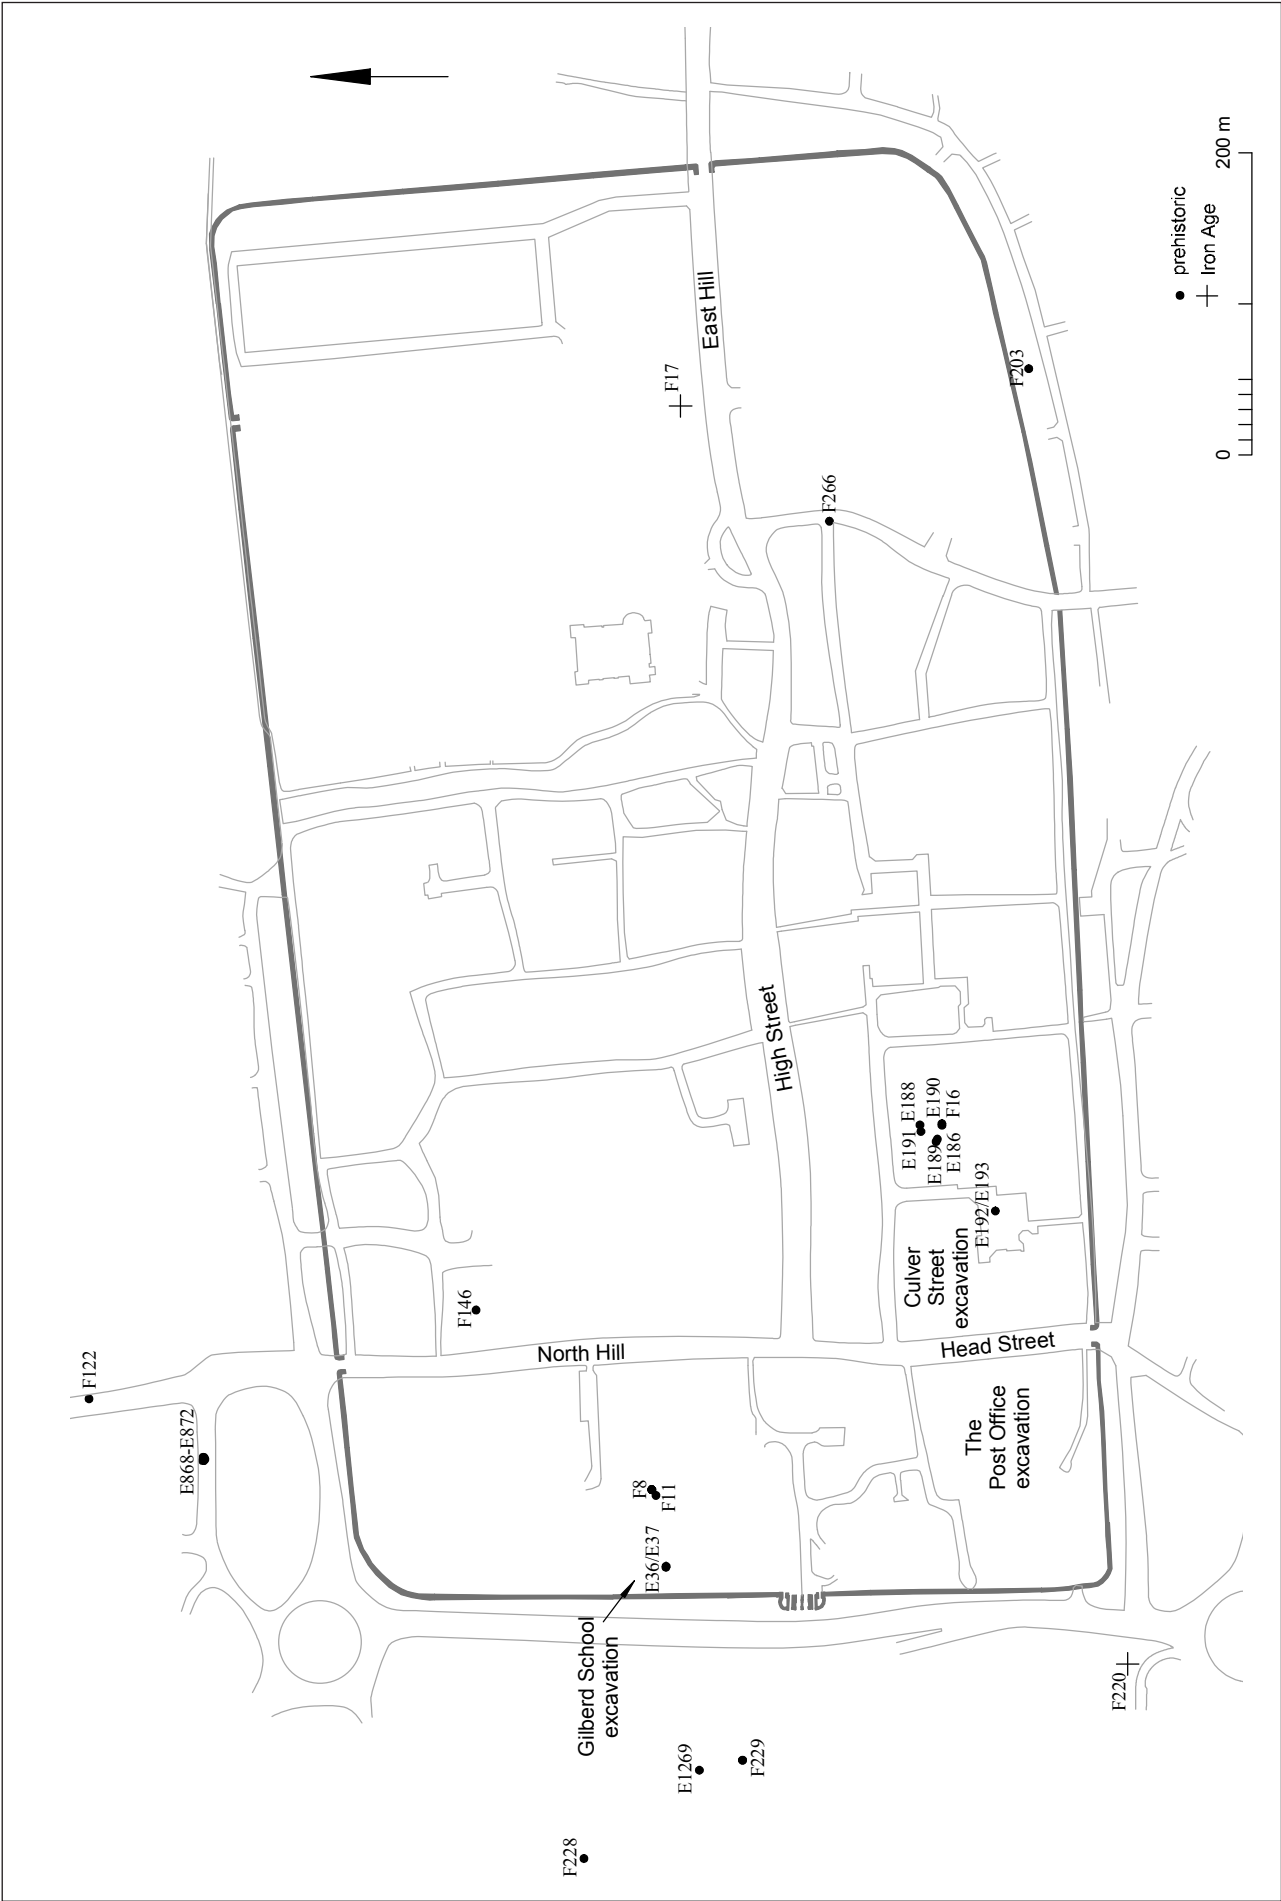 F122
E868-E872
F146
North Hill
F8
F11
E36/E37
Gilberd School
excavation
E1269
F229
F228
F220
The
Post Office
excavation
Head Street
Culver
Street
excavation
E192/E193
E191
E188
E189
E190
E186
F16
High Street
F266
F17
East Hill
F203
prehistoric
Iron Age
0
200 m